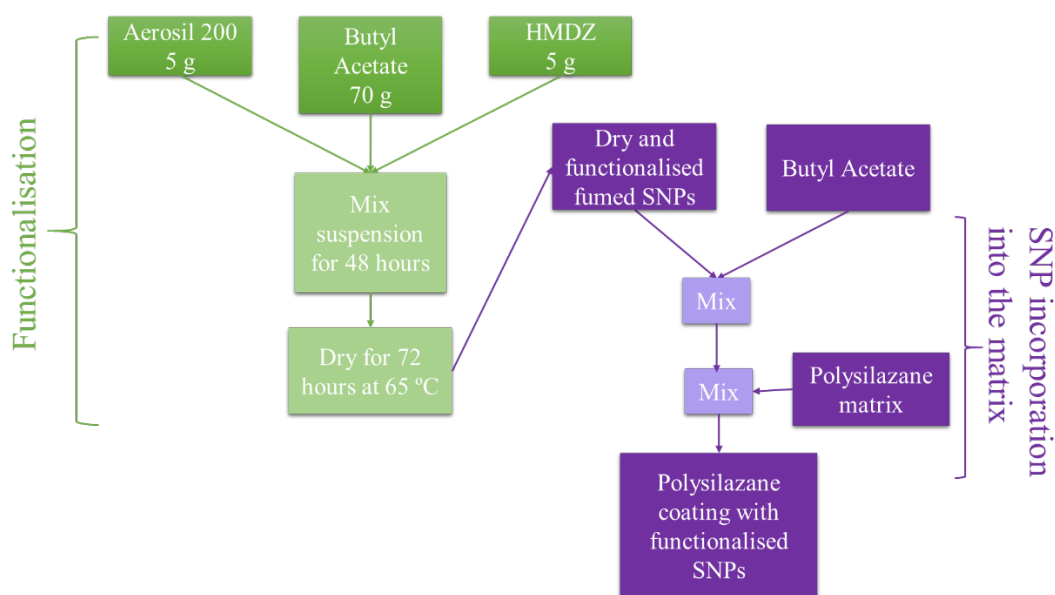 Functionalisation
Aerosil 200
5 g
Butyl
Acetate
70 g
HMDZ
5 g
Mix
suspension
for 48 hours
Dry for 72
hours at 65 ºC
Dry and
functionalised
fumed SNPs
Butyl Acetate
Mix
Mix
Polysilazane
matrix
Polysilazane
coating with
functionalised
SNPs
SNP incorporation
into the matrix